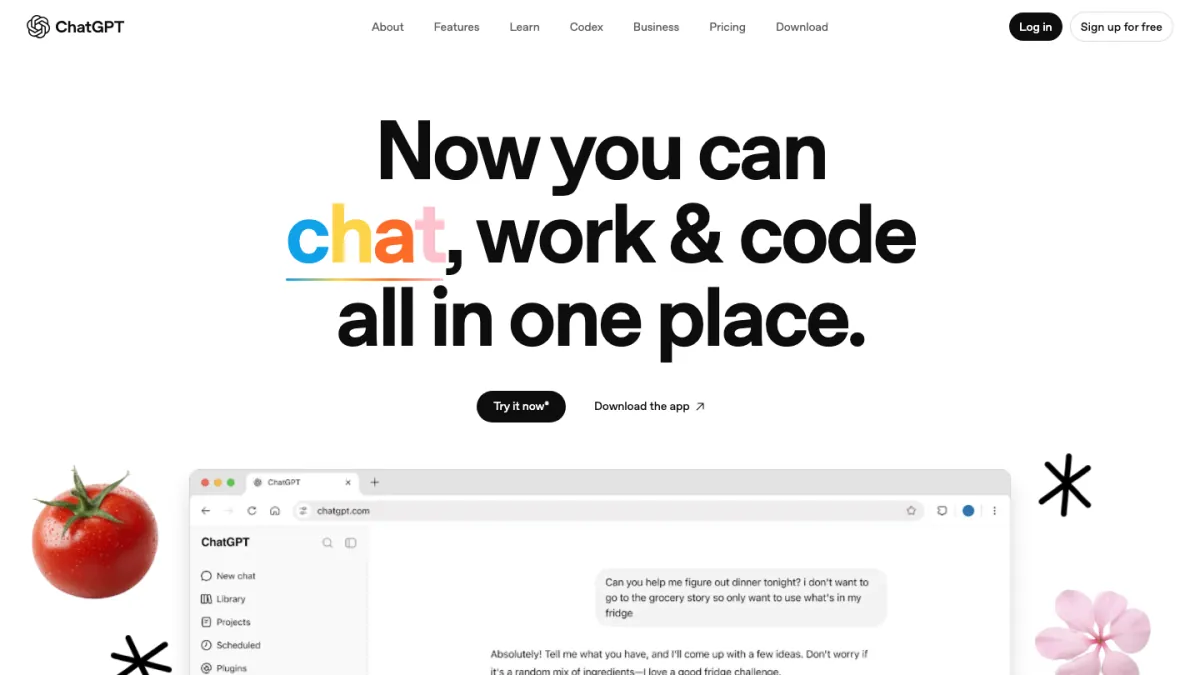 ChatGPT
About Features Learn Codex Business Pricing Download
Log in Sign up for free
Now you can
chat, work & code
all in one place.
Try it now*
Download the app
ChatGPT
chatgpt.com
ChatGPT
New chat
Library
Projects
Scheduled
Plugins
Can you help me figure out dinner tonight? i don't want to
go to the grocery story so only want to use what's in my
fridge
Absolutely! Tell me what you have, and I'll come up with a few ideas. Don't worry if
it's a random mix of ingredients—I love a good fridge challenge.